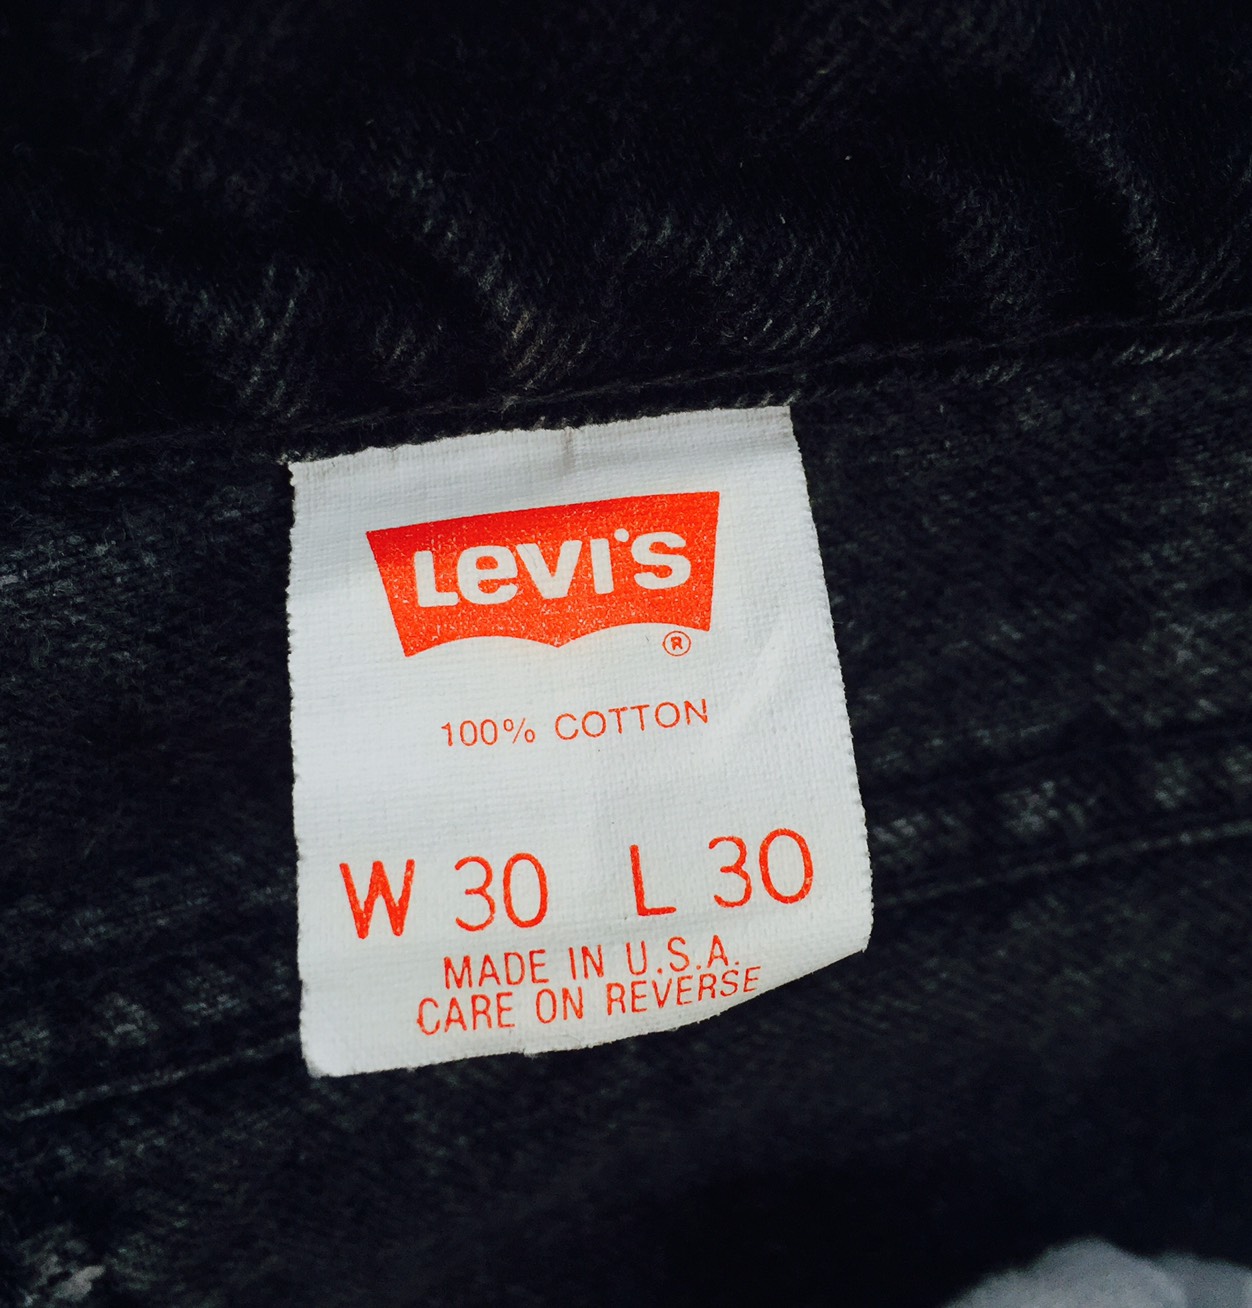 LEVI'S
®
100% COTTON
W 30 L 30
MADE IN U.S.A.
CARE ON REVERSE